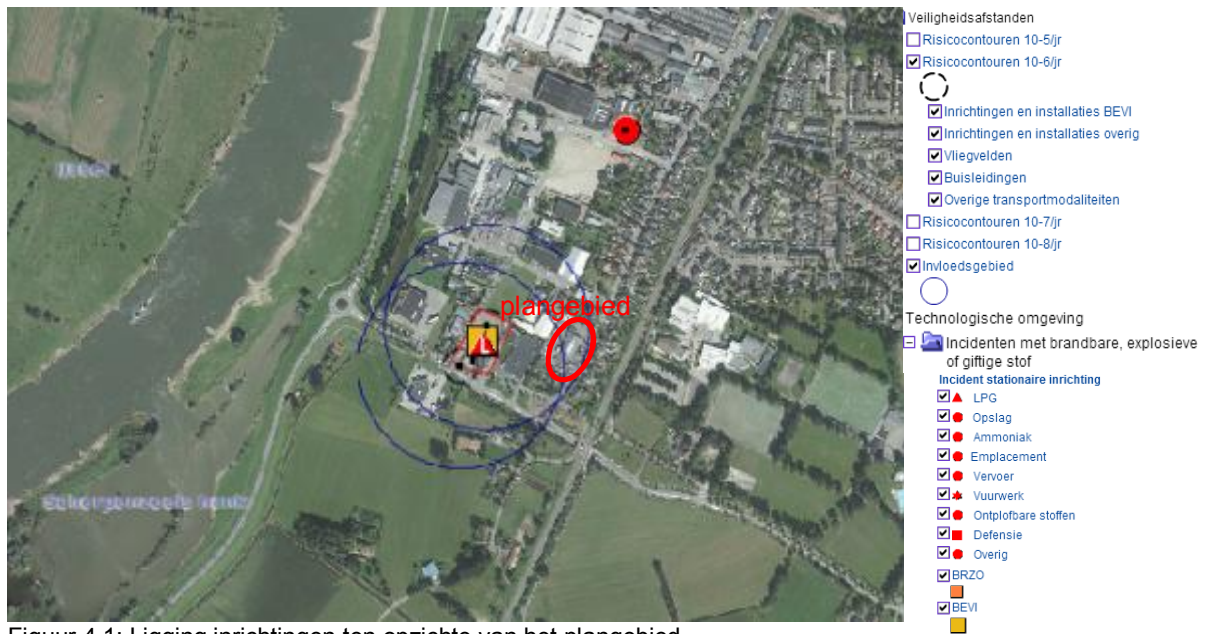 Veiligheidsafstanden
Risicocontouren 10-5/jr
Risicocontouren 10-6/jr
Inrichtingen en installaties BEVI
Inrichtingen en installaties overig
Vliegvelden
Buisleidingen
Overige transportmodaliteiten
Risicocontouren 10-7/jr
Risicocontouren 10-8/jr
Invloedsgebied
Technologische omgeving
Incidenten met brandbare, explosieve
of giftige stof
Incident stationaire inrichting
LPG
Opslag
Ammoniak
Emplacement
Vervoer
Vuurwerk
Ontplofbare stoffen
Defensie
Overig
BRZO
BEVI
plangebied
Figuur 4.1: Ligging inrichtingen ten opzichte van het plangebied